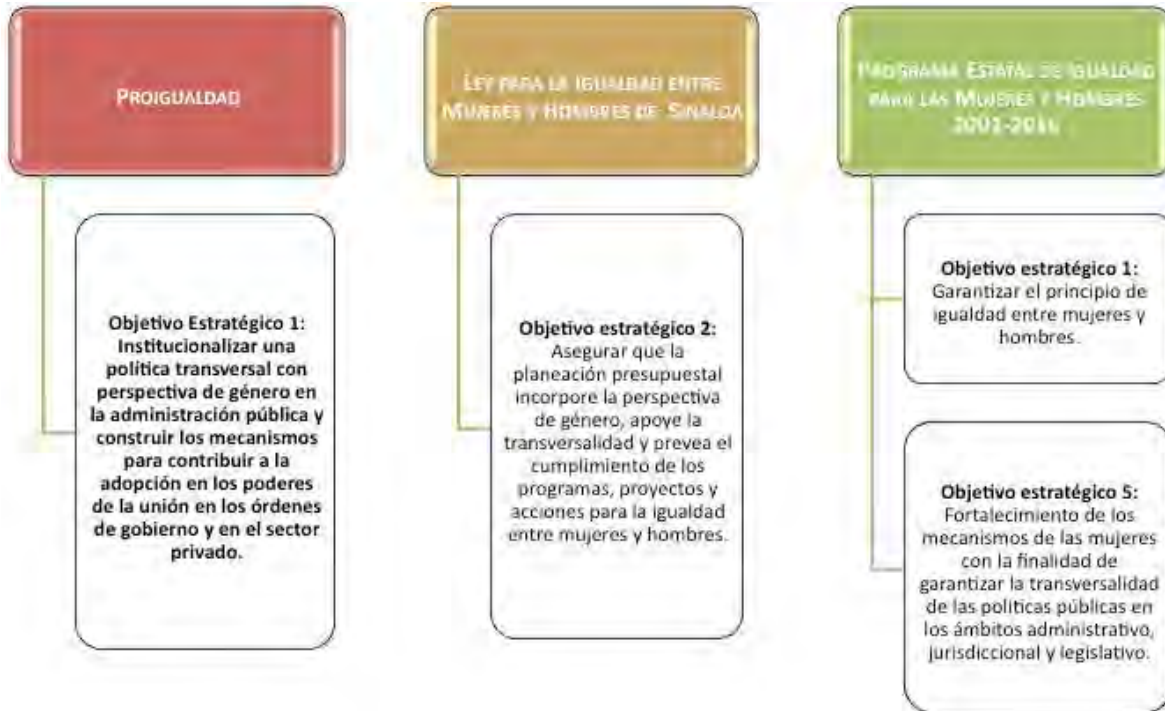 PROIGUALDAD
Objetivo Estratégico 1:
Institucionalizar una
política transversal con
perspectiva de género en
la administración pública y
construir los mecanismos
para contribuir a la
adopción en los poderes
de la unión en los órdenes
de gobierno y en el sector
privado.
LEY PARA LA IGUALDAD ENTRE
MUJERES Y HOMBRES DE SINALOA
Objetivo estratégico 2:
Asegurar que la
planeación presupuestal
incorpore la perspectiva
de género, apoye la
transversalidad y prevea el
cumplimiento de los
programas, proyectos y
acciones para la igualdad
entre mujeres y hombres.
PROGRAMA ESTATAL DE IGUALDAD
PARA LAS MUJERES Y HOMBRES
Objetivo estratégico 1:
Garantizar el principio de
igualdad entre mujeres y
hombres.
Objetivo estratégico 5:
Fortalecimiento de los
mecanismos de las mujeres
con la finalidad de
garantizar la transversalidad
de las políticas públicas en
los ámbitos administrativo,
jurisdiccional y legislativo.